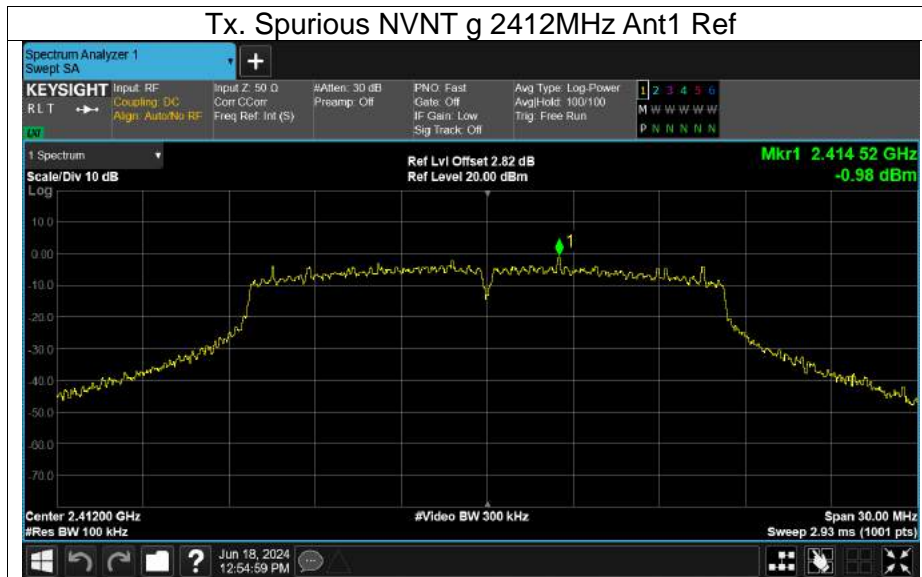 Tx. Spurious NVNT g 2412MHz Ant1 Ref
Spectrum Analyzer 1
Swept SA
+
KEYSIGHT
RLT
Input: RF
Coupling: DC
Align: Auto/No RF
Input Z: 50 Ω
Corr CCorr
Freq Ref: Int (S)
#Atten: 30 dB
Preamp: Off
PNO: Fast
Gate: Off
IF Gain: Low
Sig Track: Off
Avg Type: Log-Power
Avg|Hold: 100/100
Trig: Free Run
1 2 3 4 5 6
M W W W W W
P N N N N N
1 Spectrum
Scale/Div 10 dB
Log
Ref Lvl Offset 2.82 dB
Ref Level 20.00 dBm
Mkr1 2.414 52 GHz
-0.98 dBm
10.0
0.00
-10.0
-20.0
-30.0
-40.0
-50.0
-60.0
-70.0
1
Center 2.41200 GHz
#Res BW 100 kHz
#Video BW 300 kHz
Span 30.00 MHz
Sweep 2.93 ms (1001 pts)
?
Jun 18, 2024
12:54:59 PM